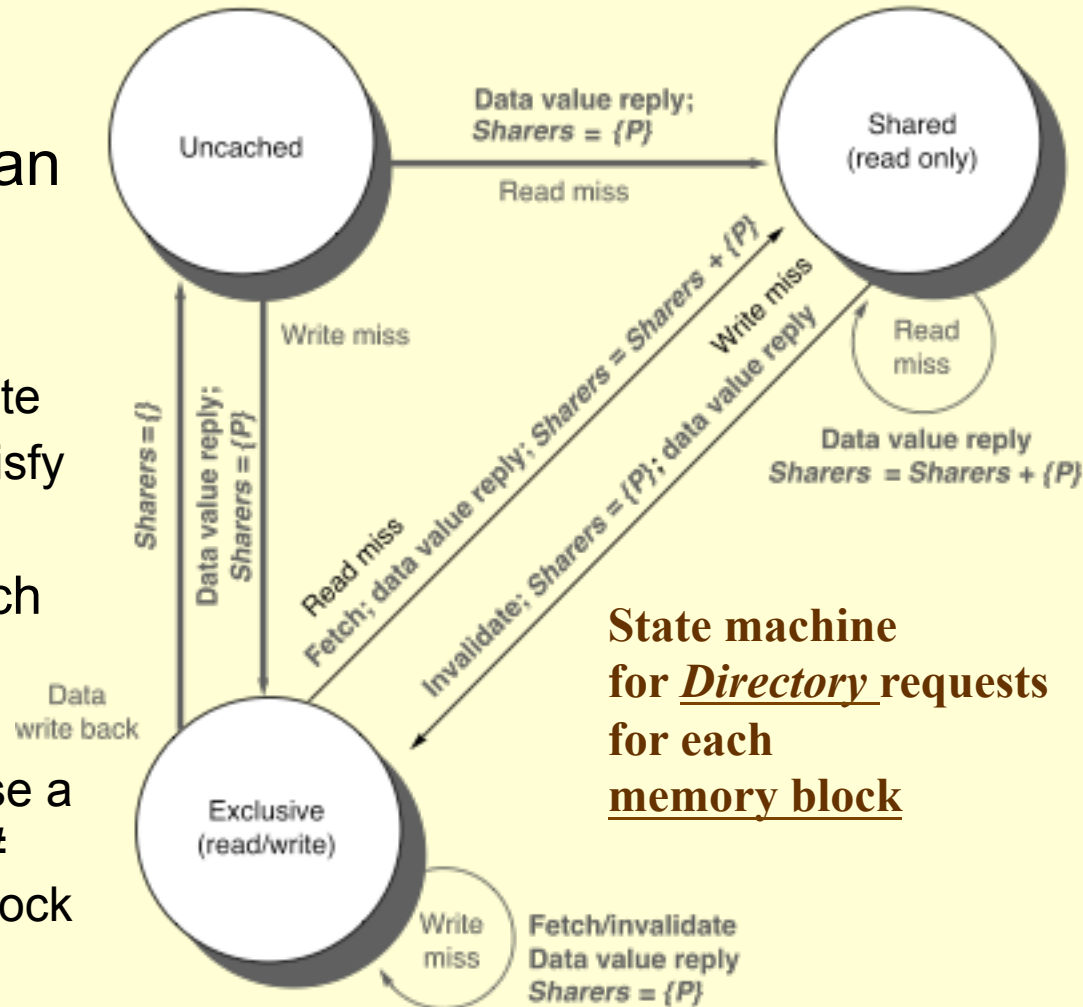 an
te
isfy
ch
se a
ock
Uncached
Data value reply;
Sharers = {P}
Read miss
Shared
(read only)
Write miss
Sharers = {}
Data value reply;
Sharers = {P}
Read miss
Fetch; data value reply; Sharers = Sharers + {P}
Write miss
Invalidate; Sharers = {P}; data value reply
Read
miss
Data value reply
Sharers = Sharers + {P}
Data
write back
Exclusive
(read/write)
Write
miss
Fetch/invalidate
Data value reply
Sharers = {P}
State machine
for Directory requests
for each
memory block